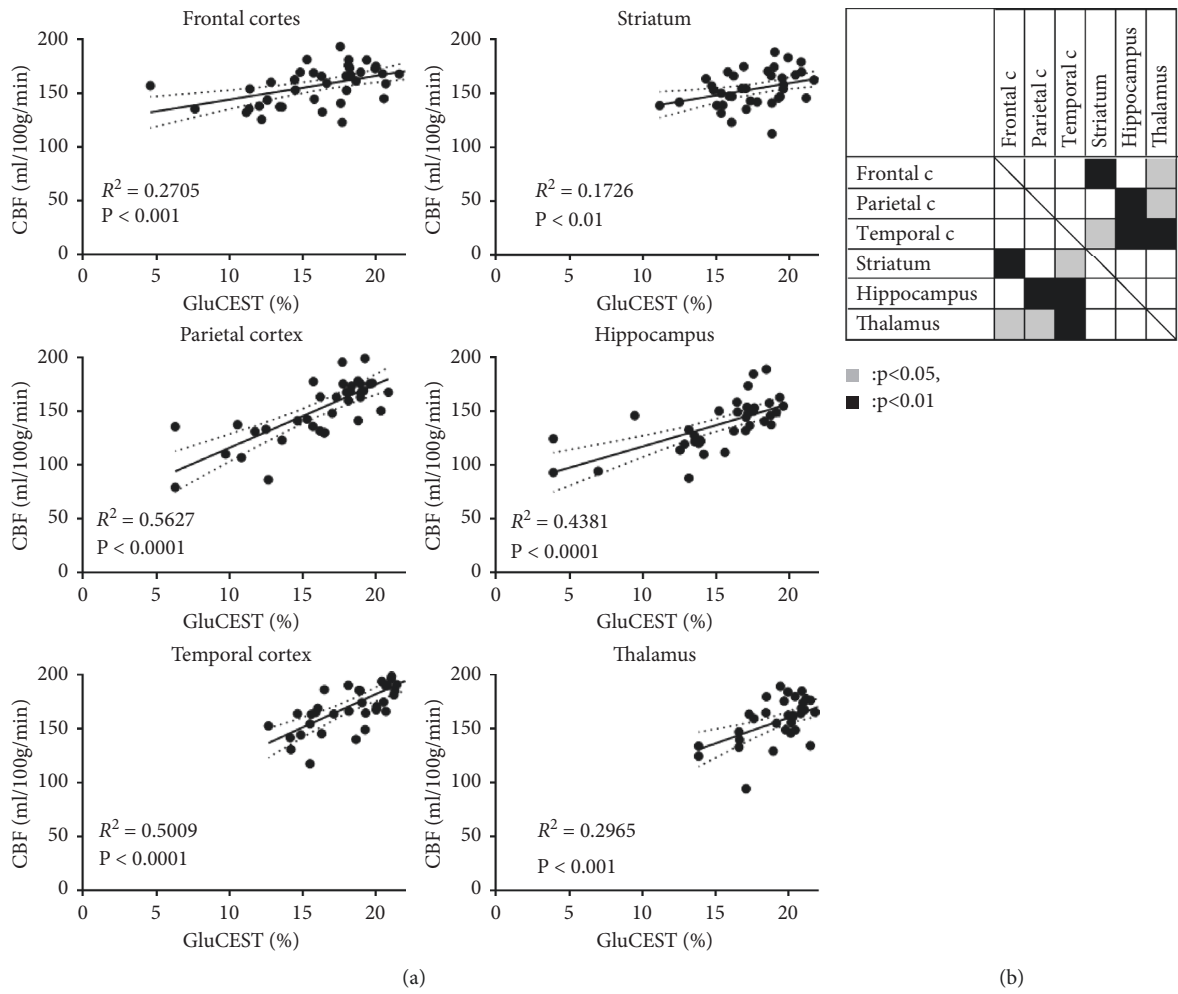 Frontal cortes
200
150
100
50
0
CBF (ml/100g/min)
R² = 0.2705
P < 0.001
0 5 10 15 20
GluCEST (%)
Striatum
200
150
100
50
0
CBF (ml/100g/min)
R² = 0.1726
P < 0.01
0 5 10 15 20
GluCEST (%)
Parietal cortex
200
150
100
50
0
CBF (ml/100g/min)
R² = 0.5627
P < 0.0001
0 5 10 15 20
GluCEST (%)
Hippocampus
200
150
100
50
0
CBF (ml/100g/min)
R² = 0.4381
P < 0.0001
0 5 10 15 20
GluCEST (%)
Temporal cortex
200
150
100
50
0
CBF (ml/100g/min)
R² = 0.5009
P < 0.0001
0 5 10 15 20
GluCEST (%)
Thalamus
200
150
100
50
0
CBF (ml/100g/min)
R² = 0.2965
P < 0.001
0 5 10 15 20
GluCEST (%)
(a)
Frontal c
Parietal c
Temporal c
Striatum
Hippocampus
Thalamus
Frontal c
Parietal c
Temporal c
Striatum
Hippocampus
Thalamus
:p<0.05,
:p<0.01
(b)